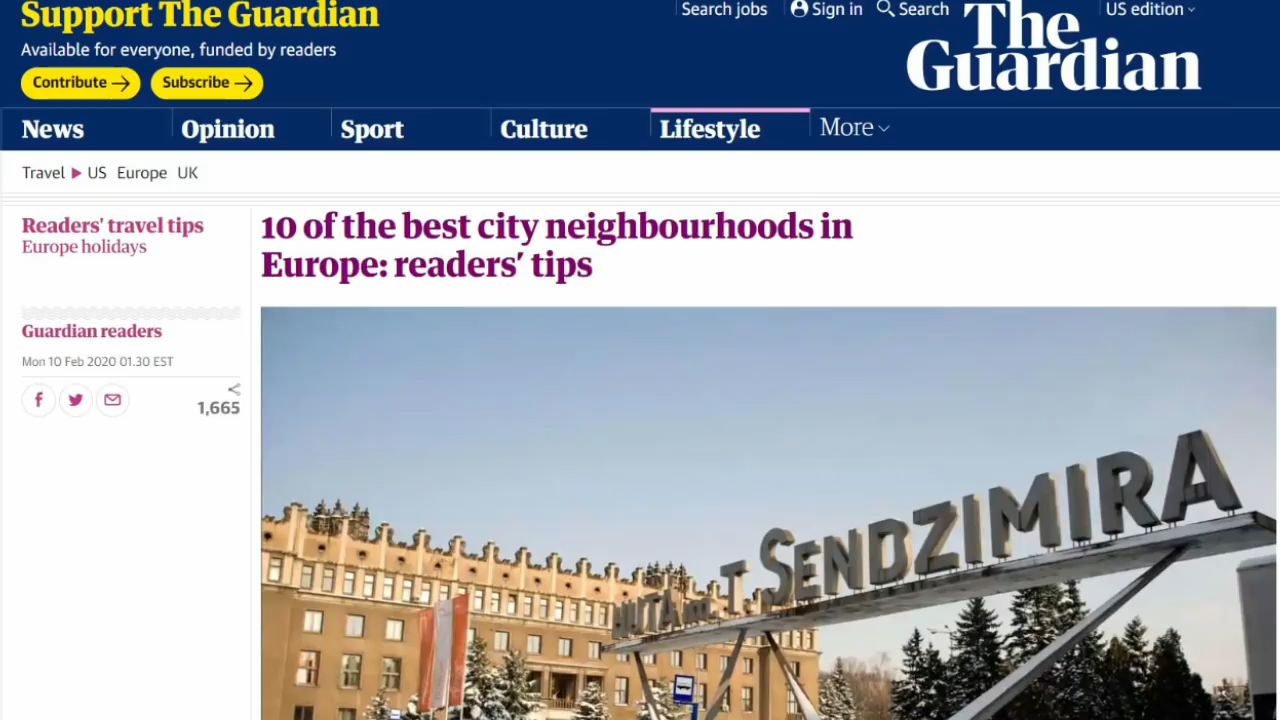 Support The Guardian
Available for everyone, funded by readers
Contribute
Subscribe
Search jobs
Sign in
Search
US edition
The
Guardian
News
Opinion
Sport
Culture
Lifestyle
More
Travel US Europe UK
Readers' travel tips
Europe holidays
10 of the best city neighbourhoods in
Europe: readers’ tips
Guardian readers
Mon 10 Feb 2020 01.30 EST
1,665
HUTA im. T. SENDZIMIRA